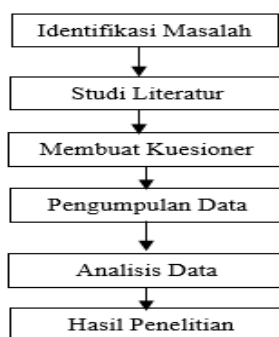 Identifikasi Masalah
Studi Literatur
Membuat Kuesioner
Pengumpulan Data
Analisis Data
Hasil Penelitian